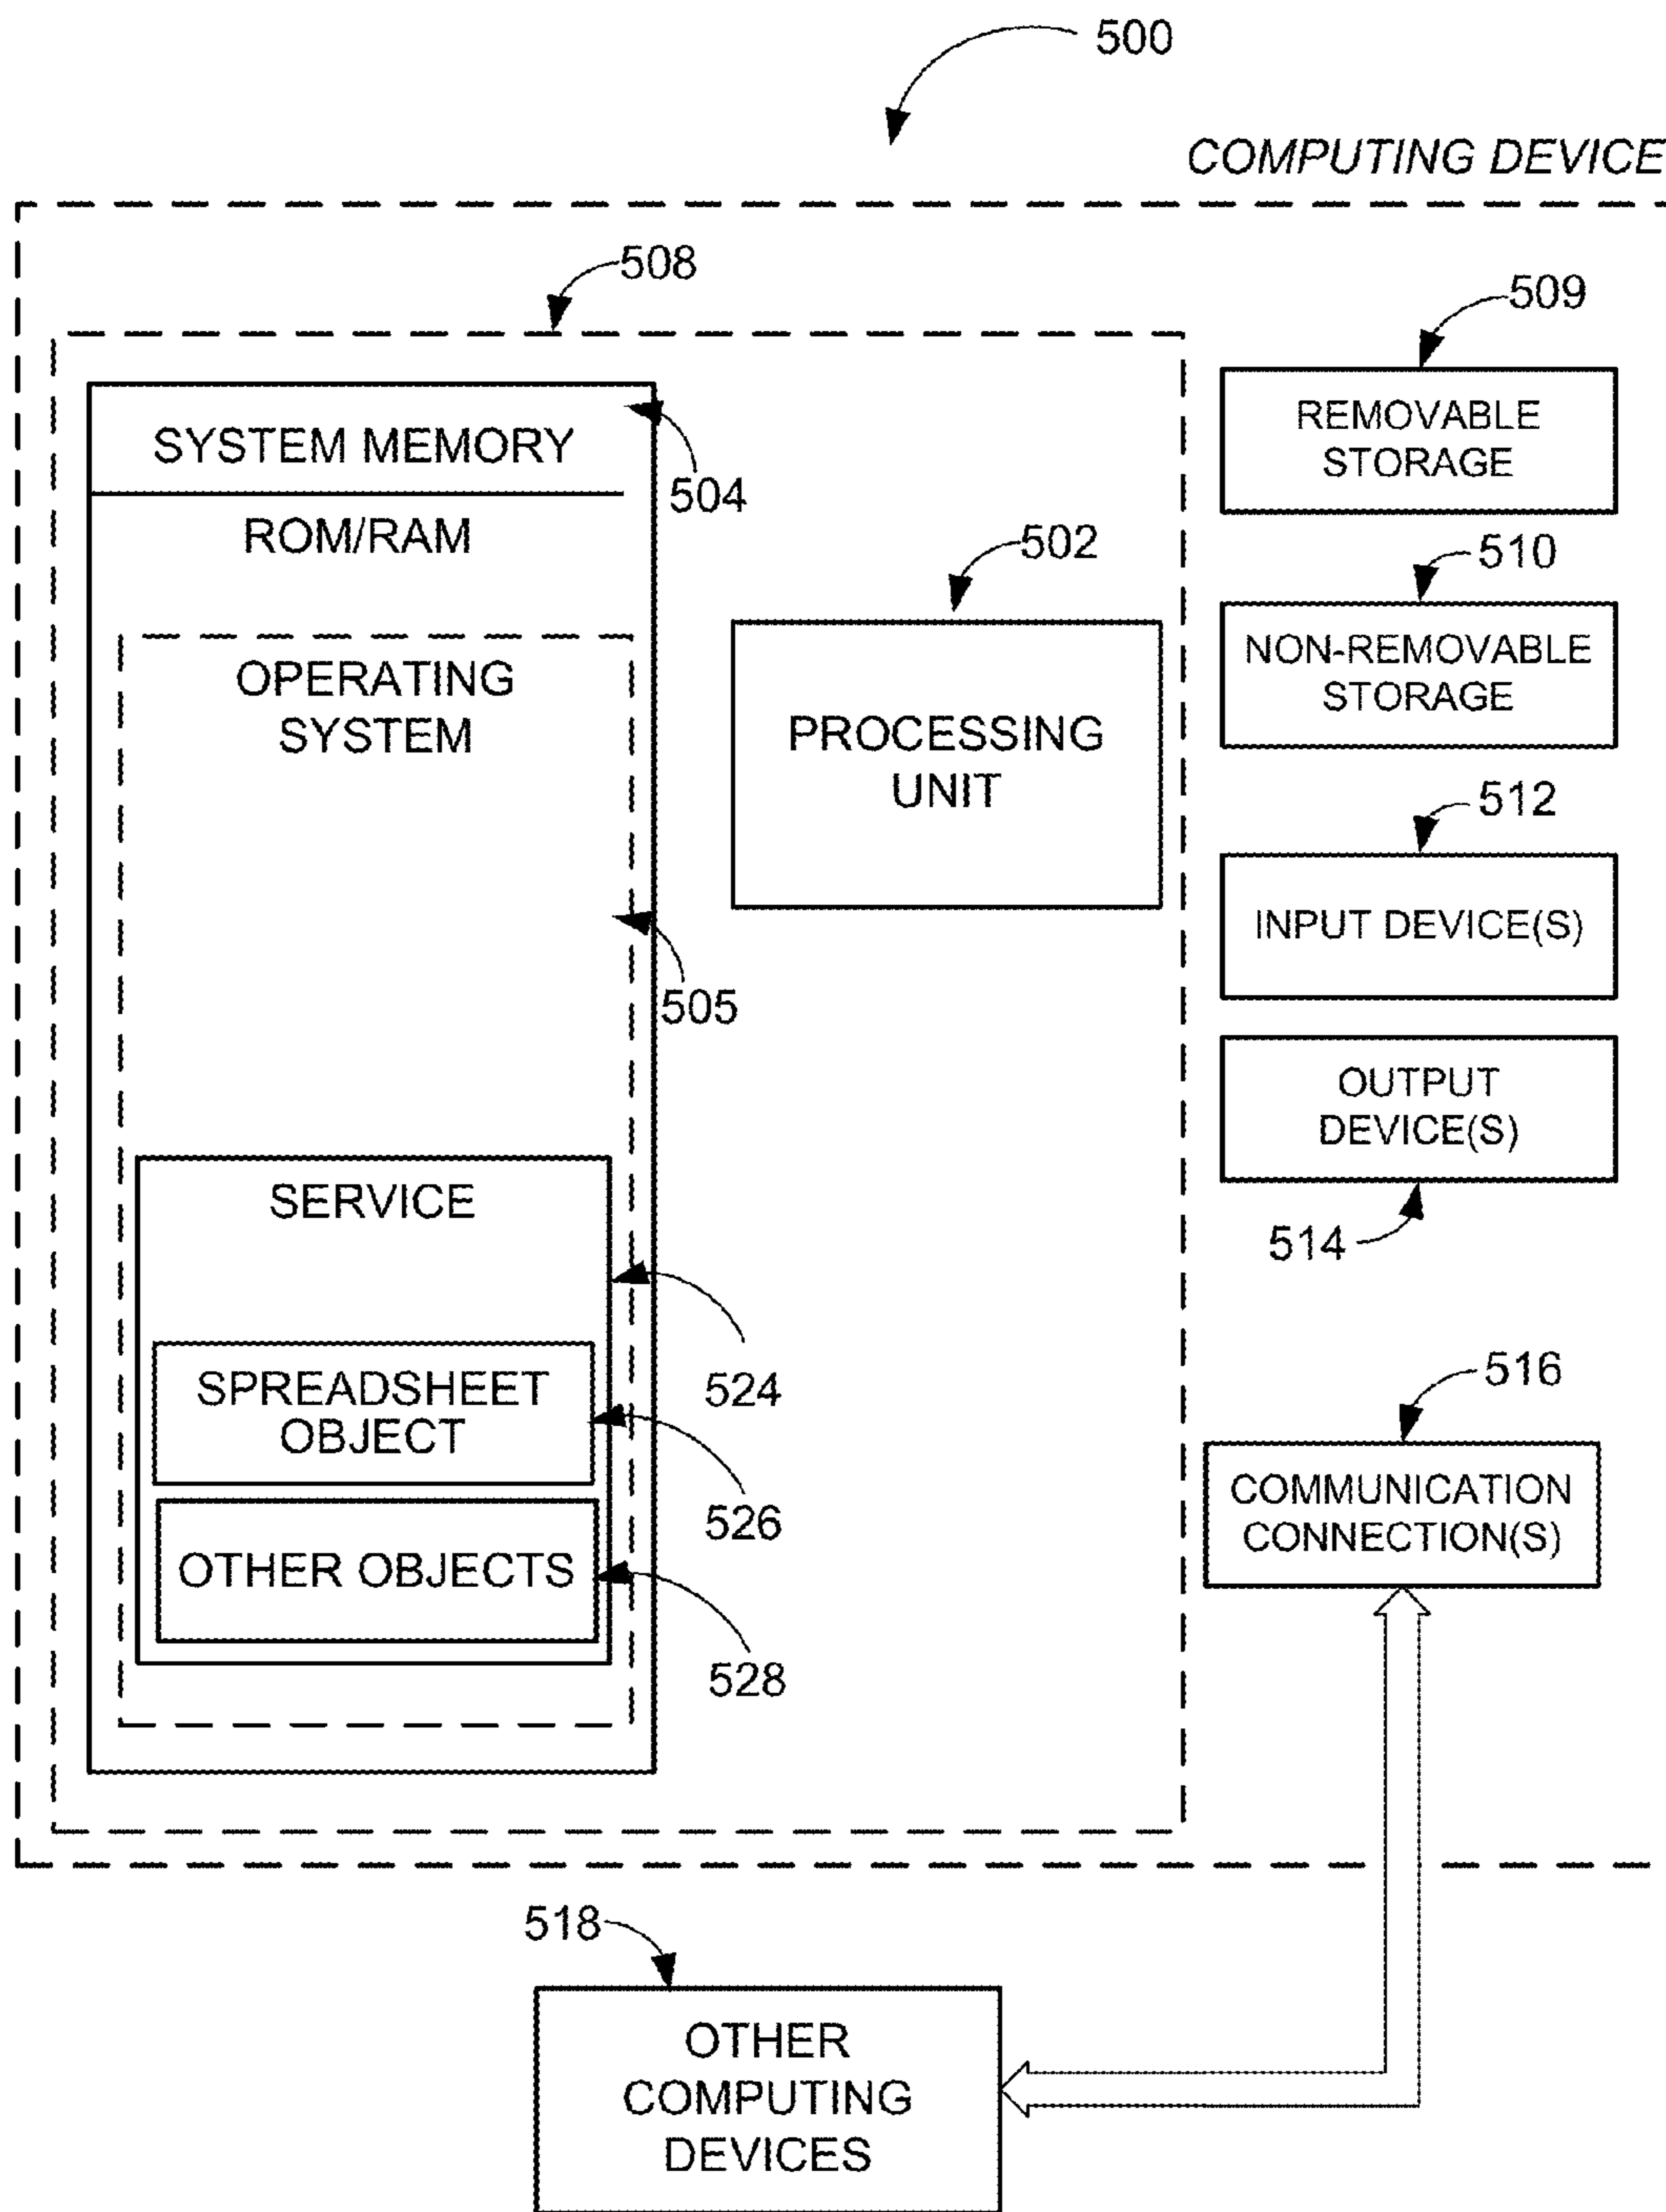 500
COMPUTING DEVICE
508
509
SYSTEM MEMORY
504
ROM/RAM
REMOVABLE
STORAGE
502
510
OPERATING
SYSTEM
PROCESSING
UNIT
NON-REMOVABLE
STORAGE
512
INPUT DEVICE(S)
505
OUTPUT
DEVICE(S)
514
SERVICE
524
SPREADSHEET
OBJECT
526
516
COMMUNICATION
CONNECTION(S)
OTHER OBJECTS
528
518
OTHER
COMPUTING
DEVICES